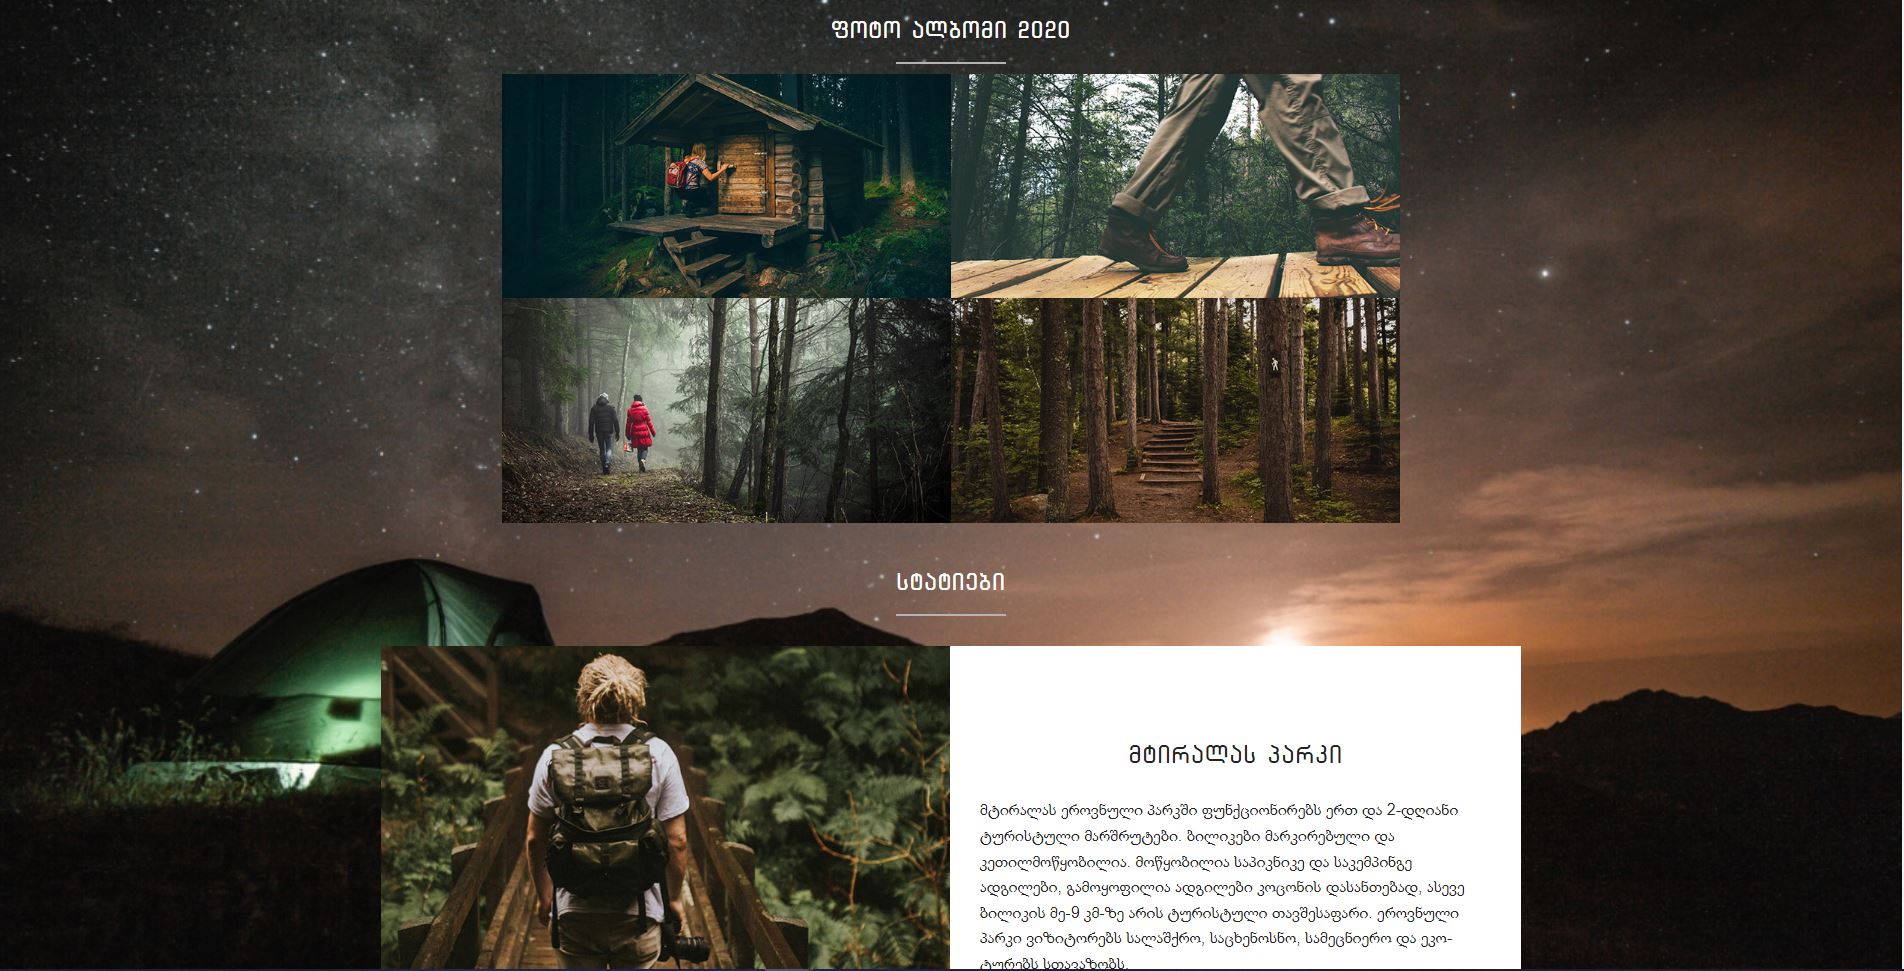 ფოტო ალბომი 2020
სტატიები
მტირალას პარკი
მტირალას ეროვნული პარკში ფუნქციონირებს ერთ და 2-დღიანი
ტურისტული მარშრუტები. ბილიკები მარკირებული და
კეთილმოწყობილია. მოწყობილია საპიკნიკე და საკემპინგე
ადგილები, გამოყოფილია ადგილები კოცონის დასანთებად, ასევე
ბილიკის მე-9 კმ-ზე არის ტურისტული თავშესაფარი. ეროვნული
პარკი ვიზიტორებს სალაშქრო, საცხენოსნო, სამეცნიერო და ეკო-
ტურებს სთავაზობს.